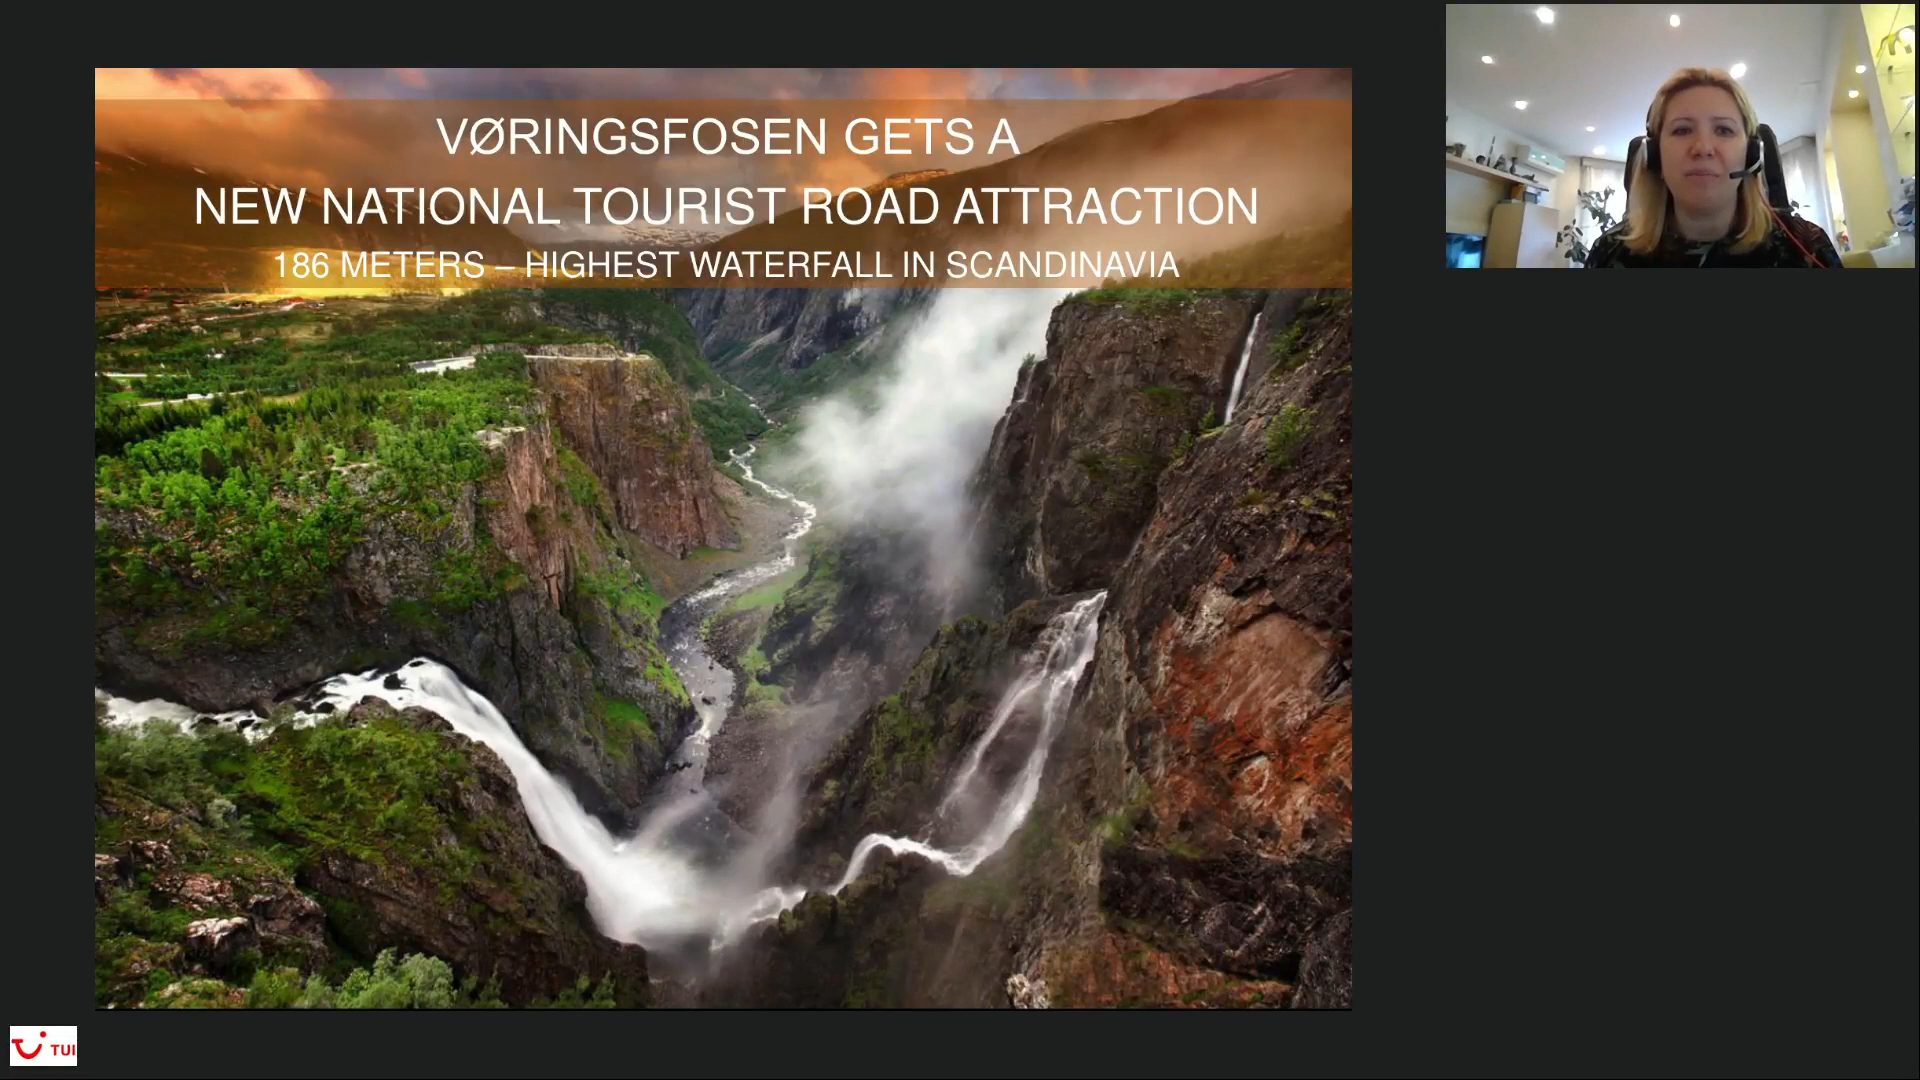 VØRINGSFOSEN GETS A
NEW NATIONAL TOURIST ROAD ATTRACTION
186 METERS – HIGHEST WATERFALL IN SCANDINAVIA
TUI